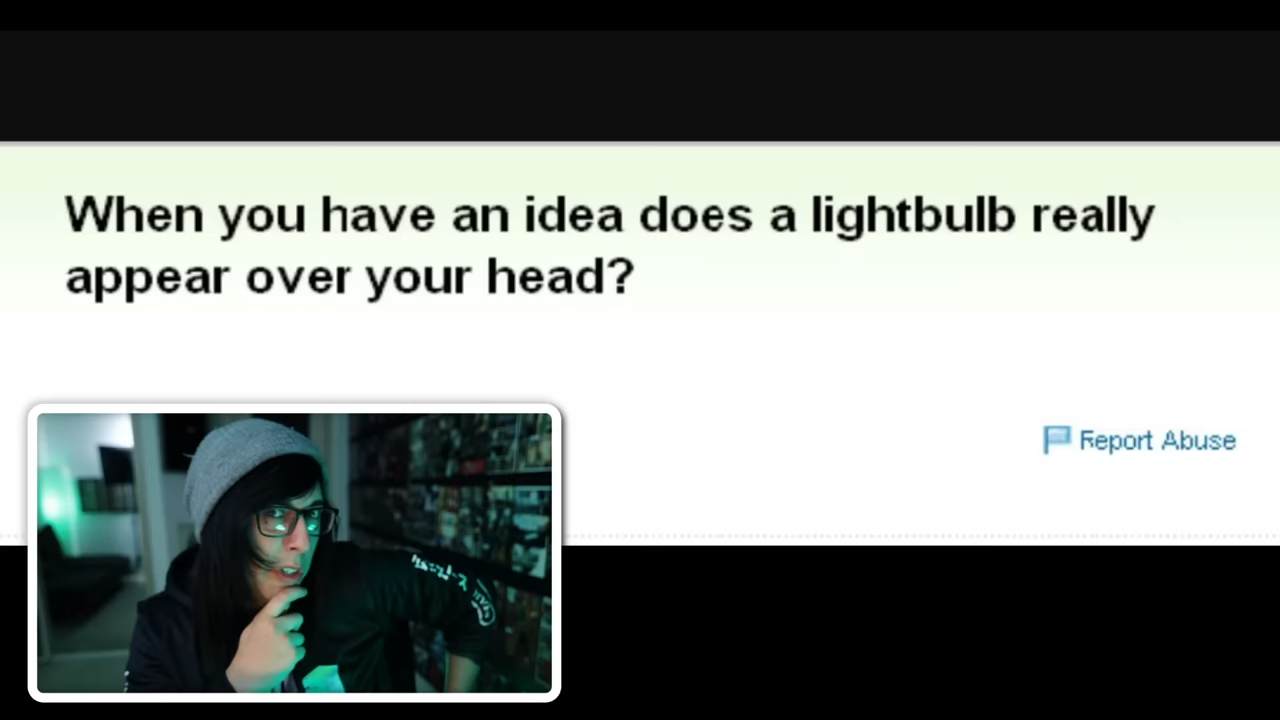 When you have an idea does a lightbulb really
appear over your head?
Report Abuse